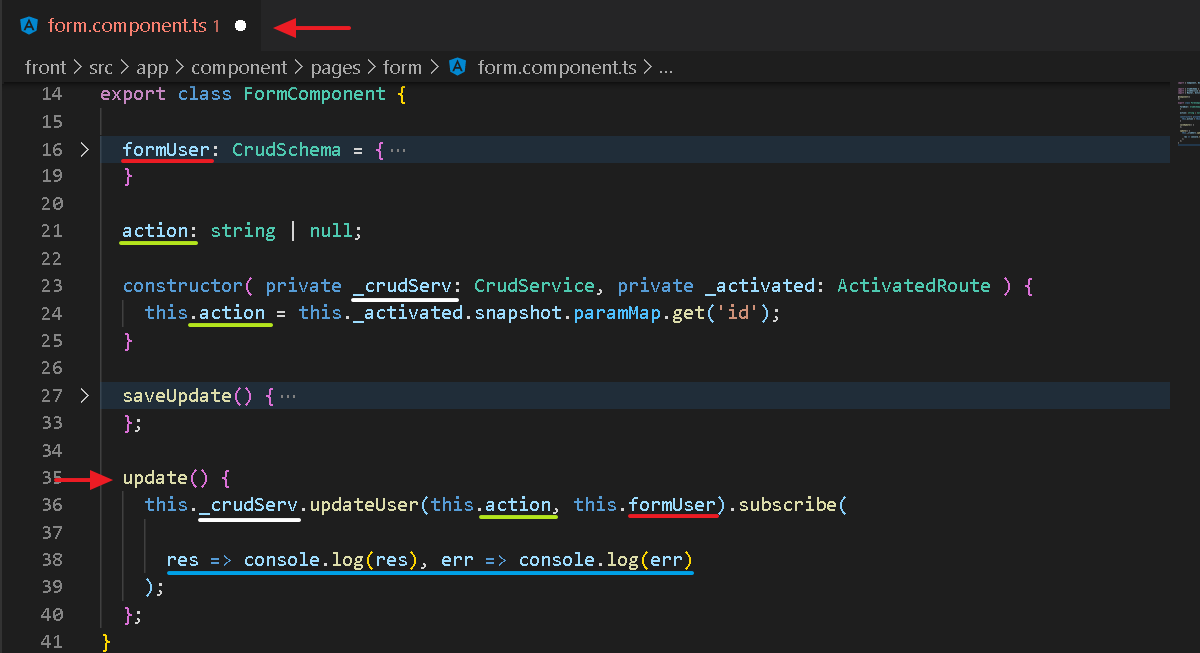 form.component.ts 1
front > src > app > component > pages > form > form.component.ts > ...
14 export class FormComponent {
15
16 formUser: CrudSchema = { ···
19 }
20
21 action: string | null;
22
23 constructor( private _crudServ: CrudService, private _activated: ActivatedRoute ) {
24 this.action = this._activated.snapshot.paramMap.get('id');
25 }
26
27 saveUpdate() { ···
33 };
34
35 update() {
36 this._crudServ.updateUser(this.action, this.formUser).subscribe(
37
38 res => console.log(res), err => console.log(err)
39 );
40 };
41 }